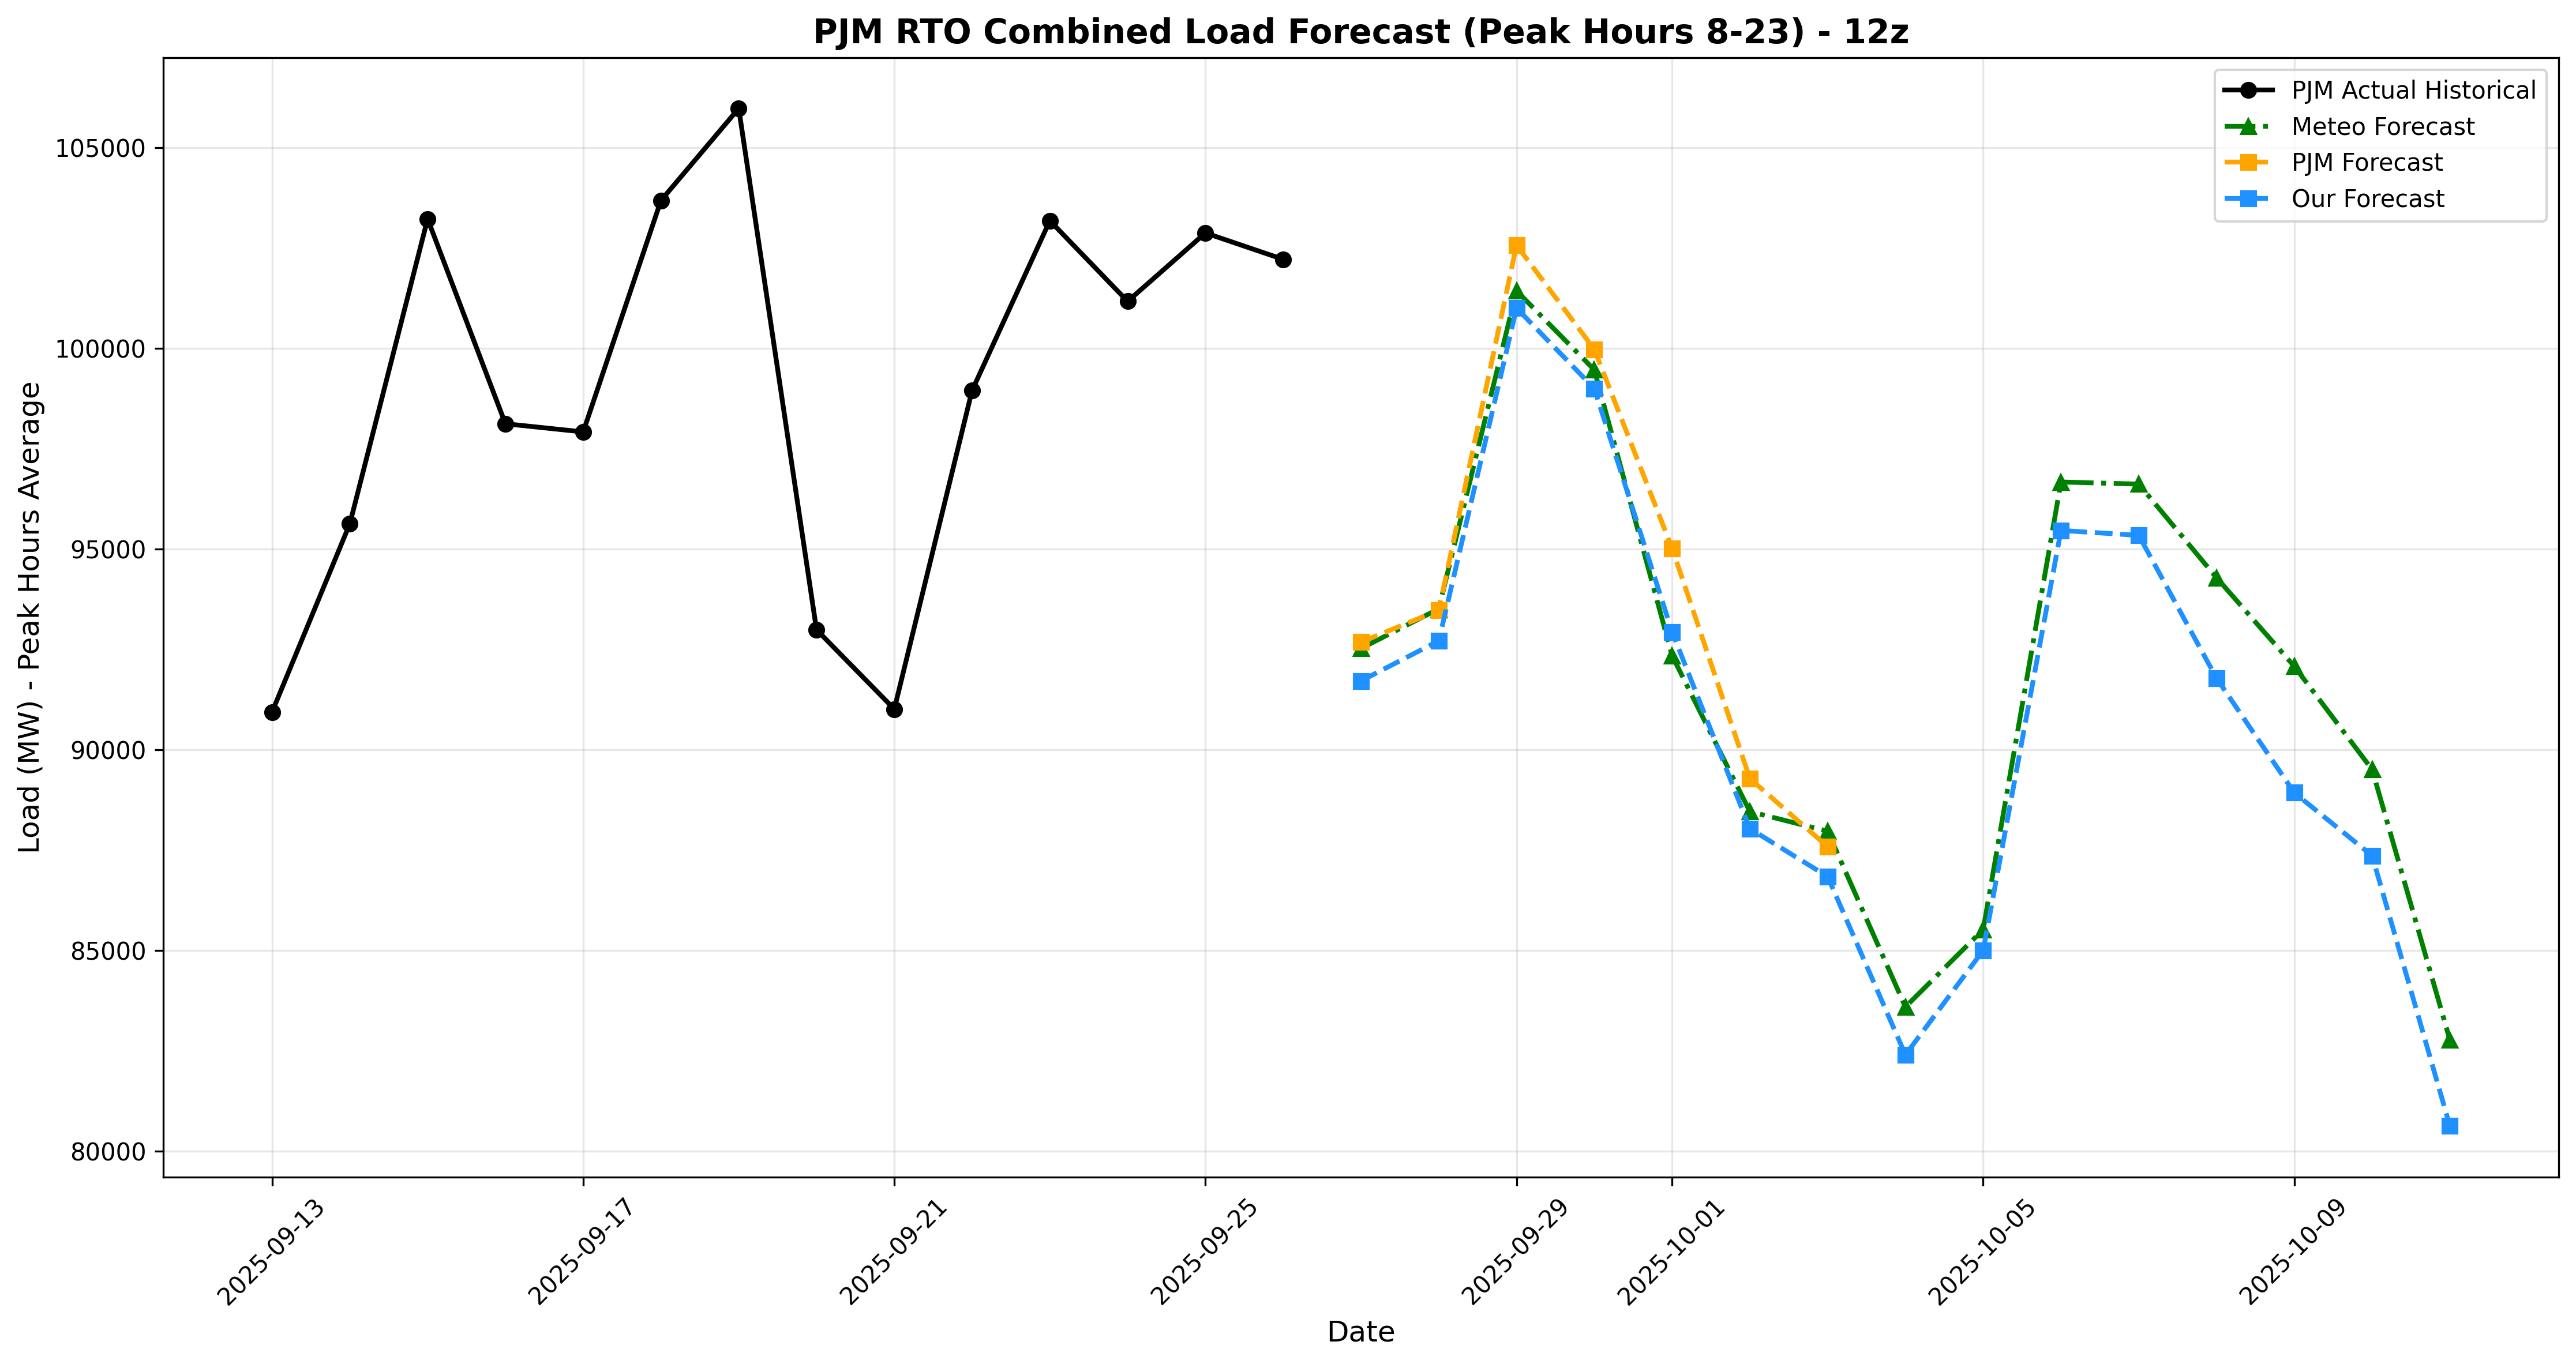 PJM RTO Combined Load Forecast (Peak Hours 8-23) - 12z
PJM Actual Historical
Meteo Forecast
PJM Forecast
Our Forecast
Load (MW) - Peak Hours Average
105000
100000
95000
90000
85000
80000
2025-09-13
2025-09-17
2025-09-21
2025-09-25
2025-09-29
2025-10-01
2025-10-05
2025-10-09
Date